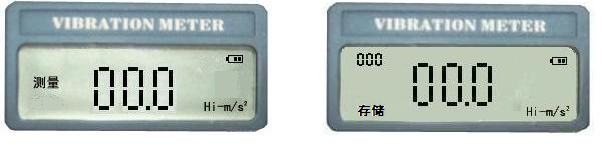 VIBRATION METER
测量
00.0
Hi-m/s²
VIBRATION METER
000
00.0
存储
Hi-m/s²